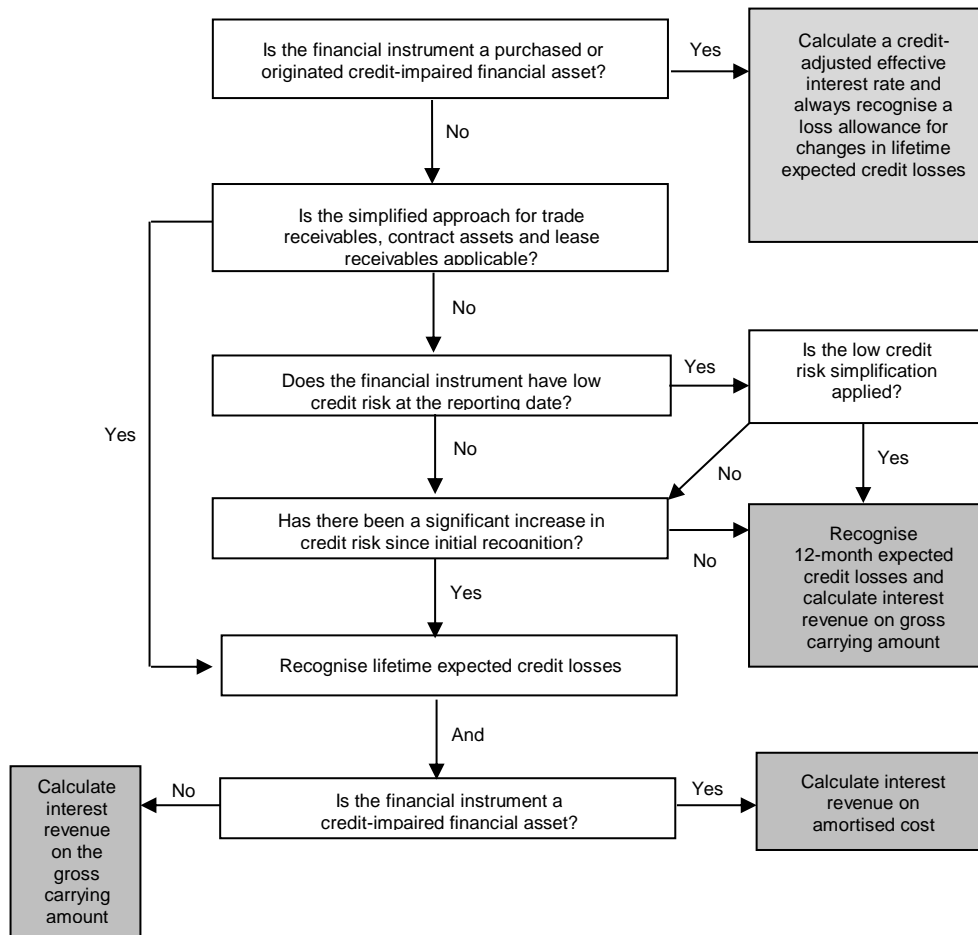 Is the financial instrument a purchased or
originated credit-impaired financial asset?
Yes
Calculate a credit-
adjusted effective
interest rate and
always recognise a
loss allowance for
changes in lifetime
expected credit losses
No
Is the simplified approach for trade
receivables, contract assets and lease
receivables applicable?
No
Does the financial instrument have low
credit risk at the reporting date?
Yes
Is the low credit
risk simplification
applied?
Yes
No
No
Yes
Has there been a significant increase in
credit risk since initial recognition?
No
Recognise
12-month expected
credit losses and
calculate interest
revenue on gross
carrying amount
Yes
Recognise lifetime expected credit losses
And
Is the financial instrument a
credit-impaired financial asset?
No
Calculate
interest
revenue
on the
gross
carrying
amount
Yes
Calculate interest
revenue on
amortised cost